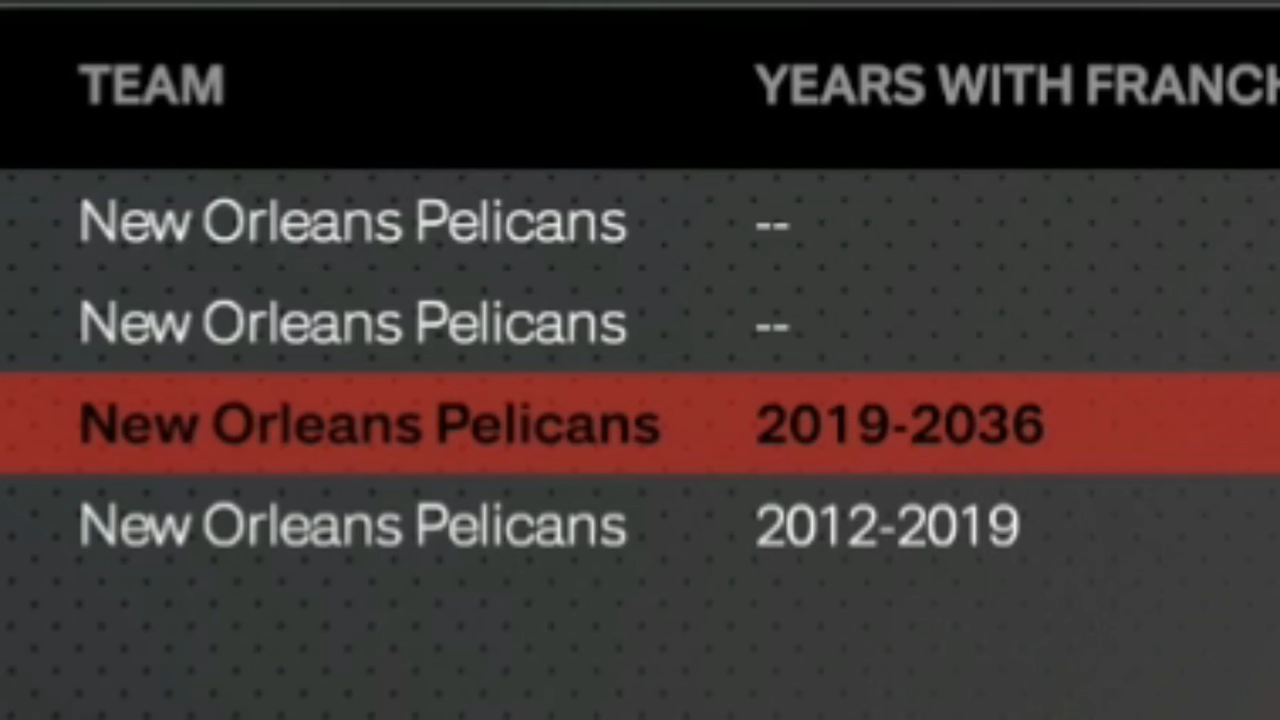 TEAM YEARS WITH FRANCH
New Orleans Pelicans --
New Orleans Pelicans --
New Orleans Pelicans 2019-2036
New Orleans Pelicans 2012-2019